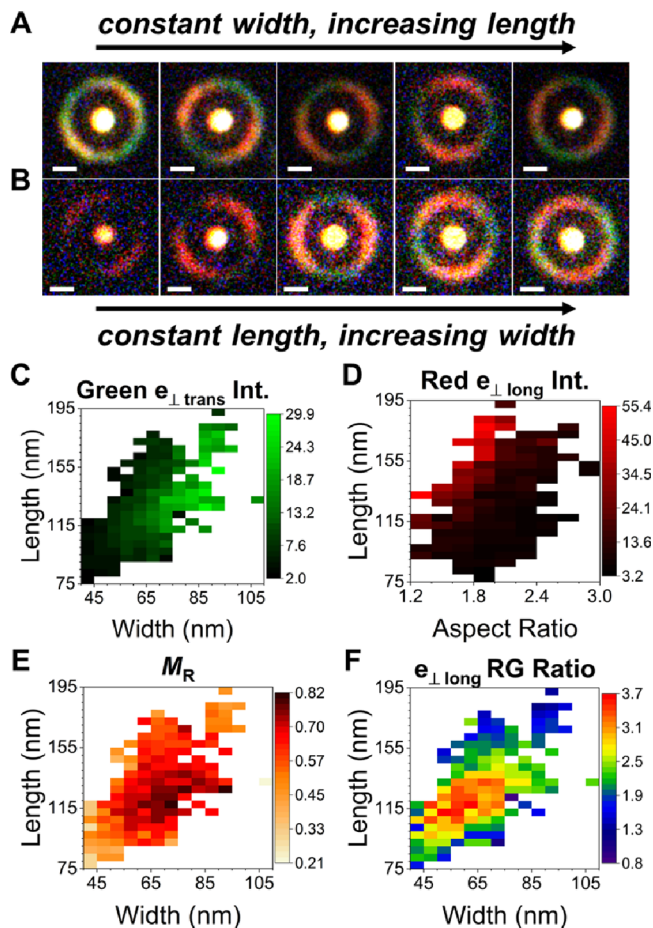 A
constant width, increasing length
B
constant length, increasing width
C
Green e⊥ trans Int.
195
155
115
75
Length (nm)
45 65 85 105
Width (nm)
29.9
24.3
18.7
13.2
7.6
2.0
D
Red e⊥ long Int.
195
155
115
75
Length (nm)
1.2 1.8 2.4 3.0
Aspect Ratio
55.4
45.0
34.5
24.1
13.6
3.2
E
MR
195
155
115
75
Length (nm)
45 65 85 105
Width (nm)
0.82
0.70
0.58
0.45
0.33
0.21
F
e⊥ long RG Ratio
195
155
115
75
Length (nm)
45 65 85 105
Width (nm)
3.7
3.1
2.5
1.9
1.3
0.8